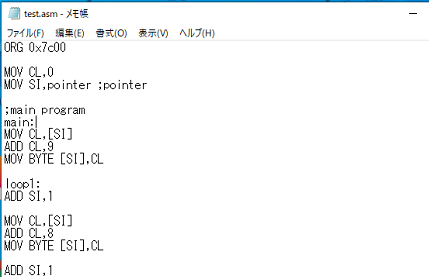 test.asm - メモ帳
ファイル(F) 編集(E) 書式(O) 表示(V) ヘルプ(H)
ORG 0x7c00
MOV CL,0
MOV SI,pointer ;pointer
;main program
main:
MOV CL,[SI]
ADD CL,9
MOV BYTE [SI],CL
loop1:
ADD SI,1
MOV CL,[SI]
ADD CL,8
MOV BYTE [SI],CL
ADD SI,1